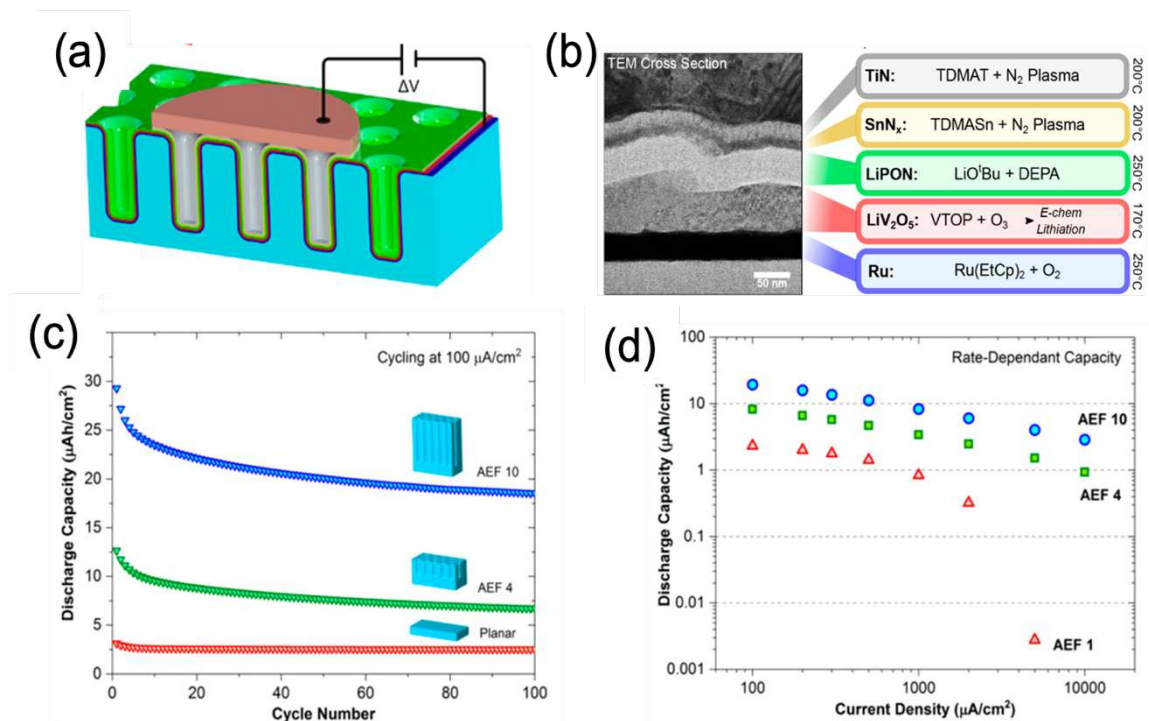 (a)
ΔV
(b)
TEM Cross Section
50 nm
TiN: TDMAT + N2 Plasma 200°C
SnNx: TDMASn + N2 Plasma 200°C
LiPON: LiOtBu + DEPA 250°C
LiV2O5: VTOP + O3 ➤ E-chem Lithiation 170°C
Ru: Ru(EtCp)2 + O2 250°C
(c)
Cycling at 100 μA/cm2
Discharge Capacity (μAh/cm2)
30
25
20
15
10
5
0
AEF 10
AEF 4
Planar
0 20 40 60 80 100
Cycle Number
(d)
Rate-Dependant Capacity
Discharge Capacity (μAh/cm2)
100
10
1
0.1
0.01
0.001
AEF 10
AEF 4
AEF 1
100 1000 10000
Current Density (μA/cm2)